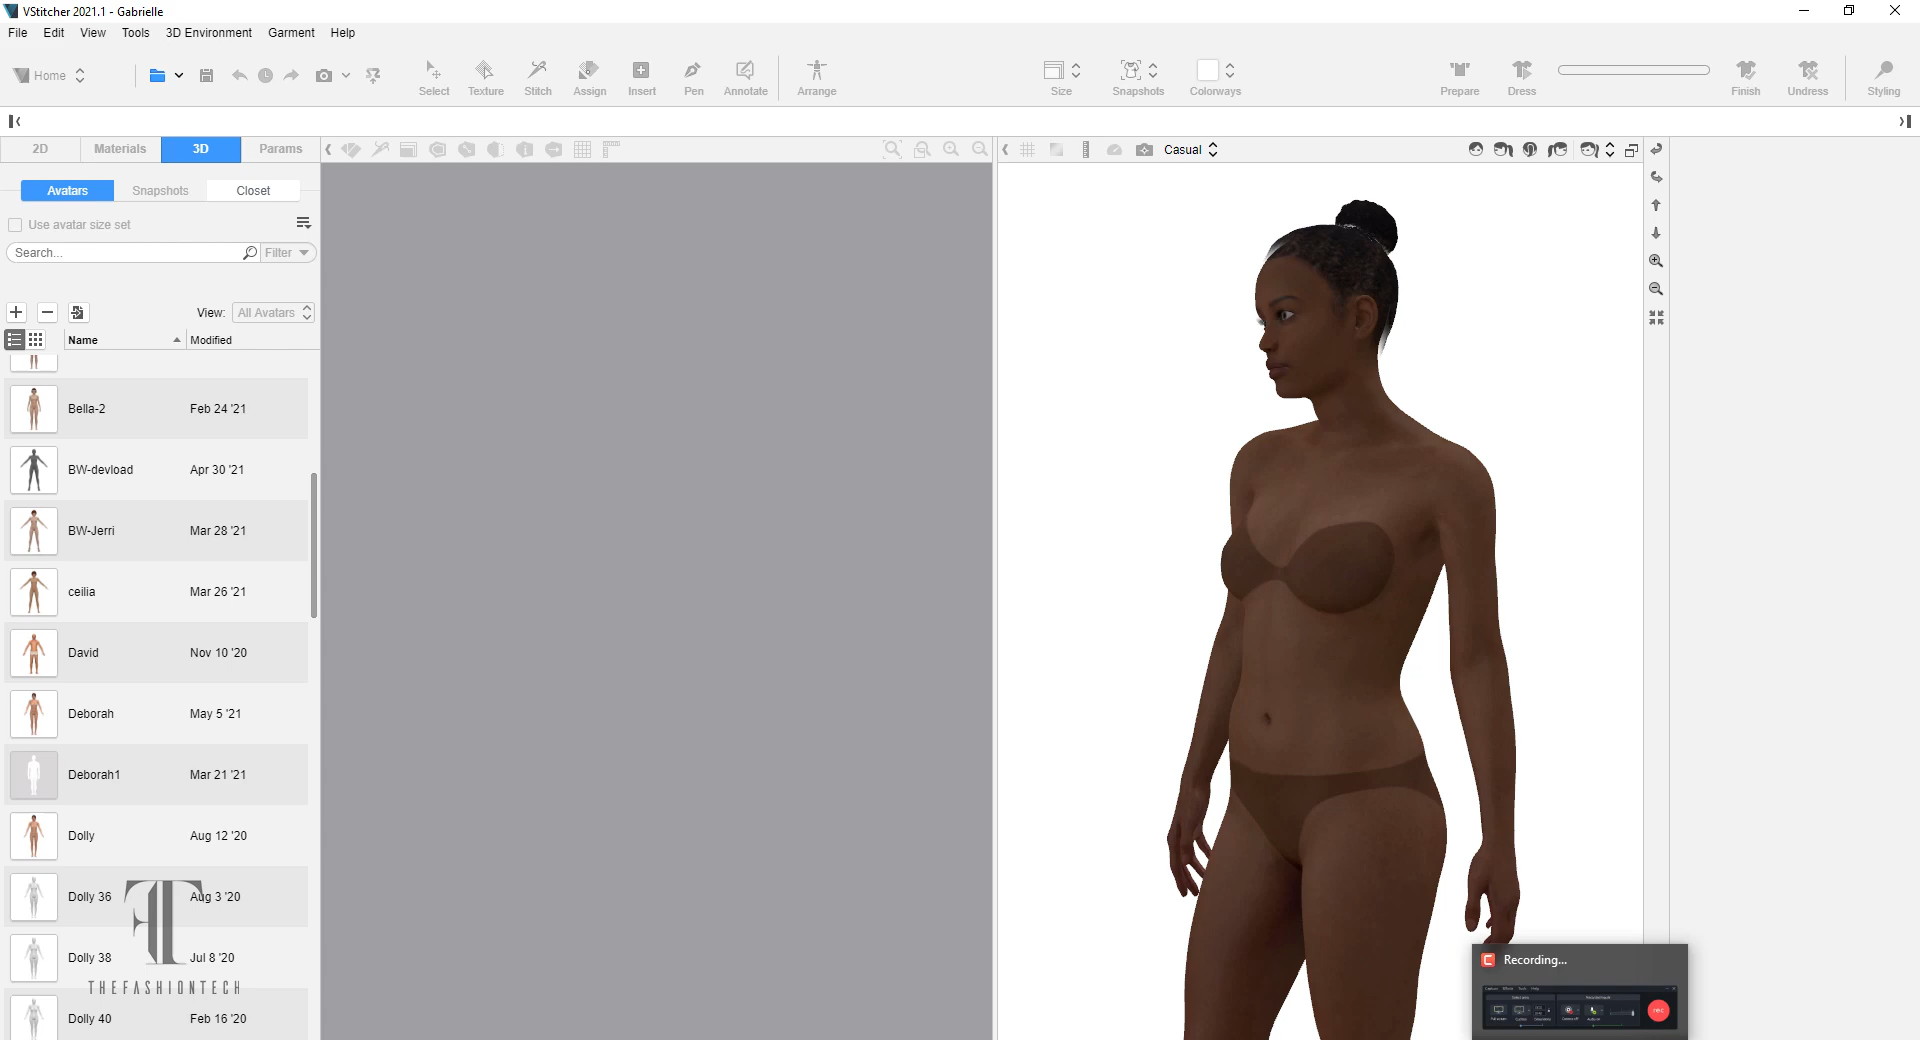 VStitcher 2021.1 - Gabrielle
File Edit View Tools 3D Environment Garment Help
Home
Select Texture Stitch Assign Insert Pen Annotate Arrange Size Snapshots Colorways Prepare Dress Finish Undress Styling
2D Materials 3D Params
Casual
Avatars Snapshots Closet
Use avatar size set
Search... Filter
View: All Avatars
Name Modified
Bella-2 Feb 24 '21
BW-devload Apr 30 '21
BW-Jerri Mar 28 '21
ceilia Mar 26 '21
David Nov 10 '20
Deborah May 5 '21
Deborah1 Mar 21 '21
Dolly Aug 12 '20
Dolly 36 Aug 3 '20
Dolly 38 Jul 8 '20
THEFASHIONTECH
Dolly 40 Feb 16 '20
Recording...
rec